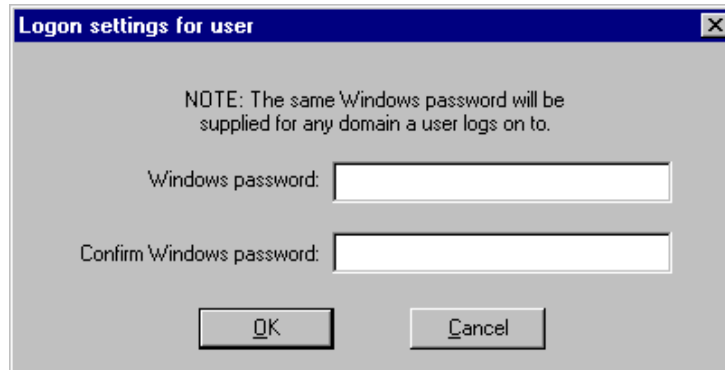 Logon settings for user
NOTE: The same Windows password will be
supplied for any domain a user logs on to.
Windows password:
Confirm Windows password:
OK
Cancel